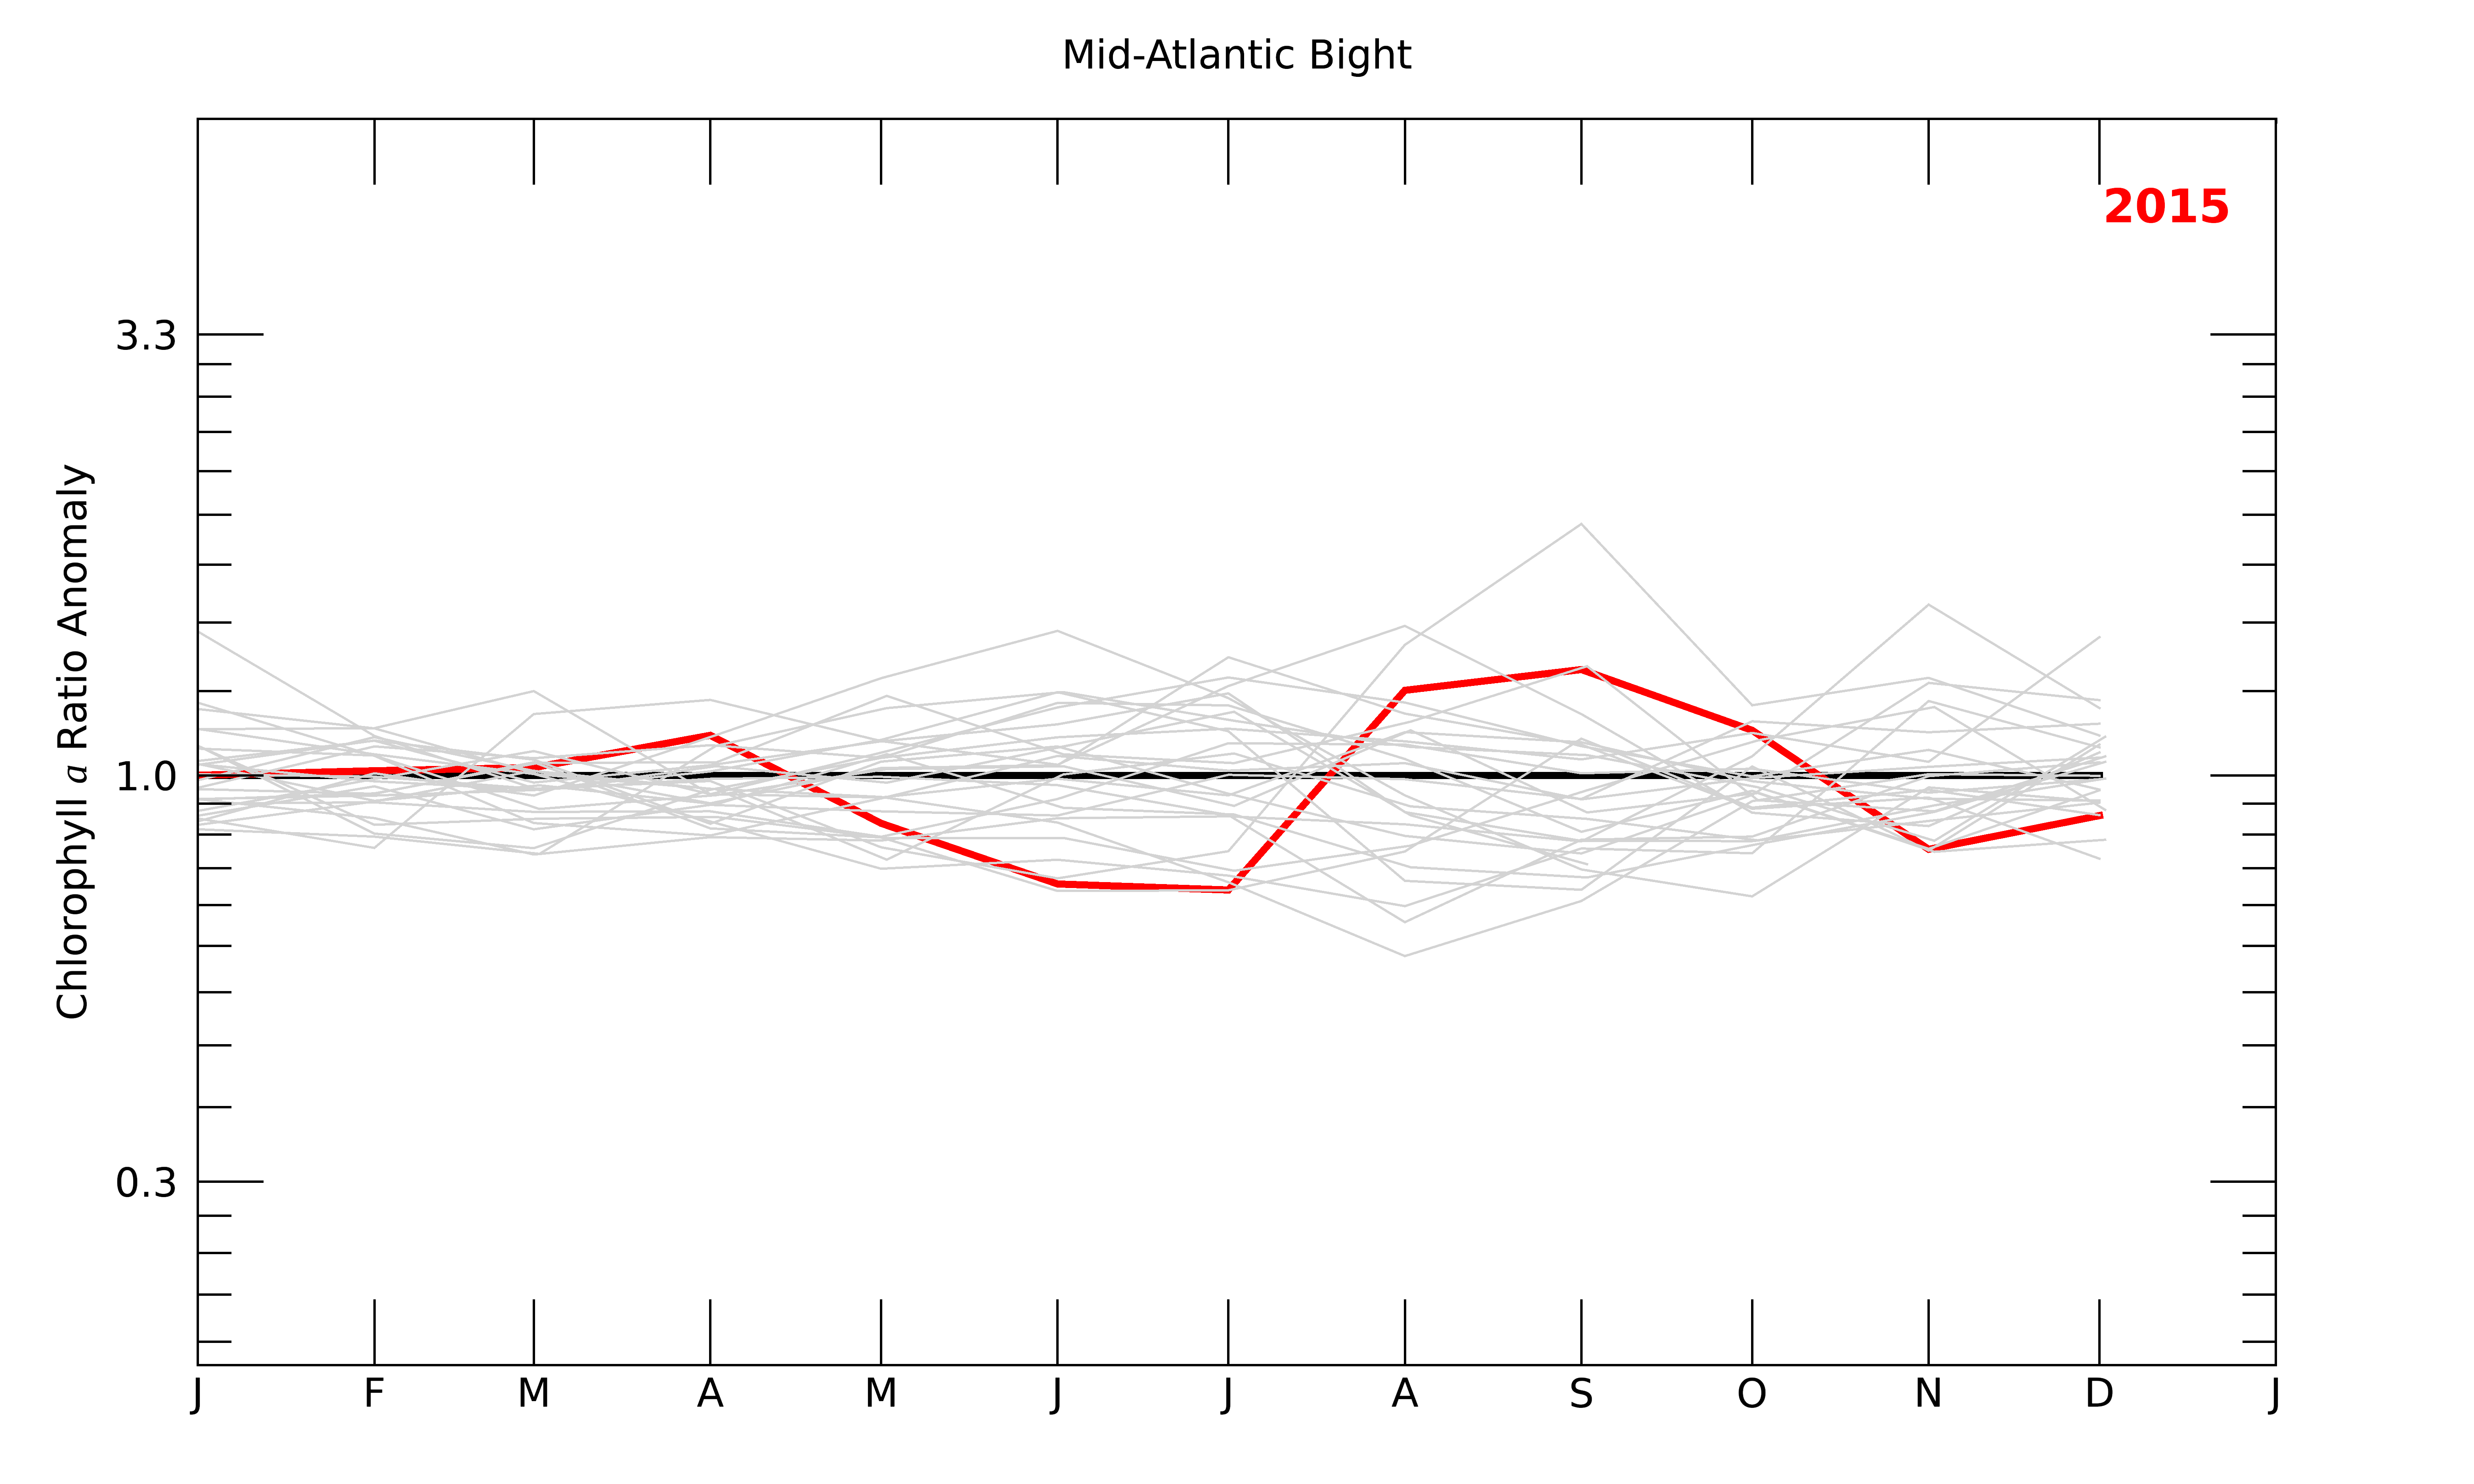 Mid-Atlantic Bight
2015
3.3
1.0
0.3
Chlorophyll a Ratio Anomaly
J F M A M J J A S O N D J